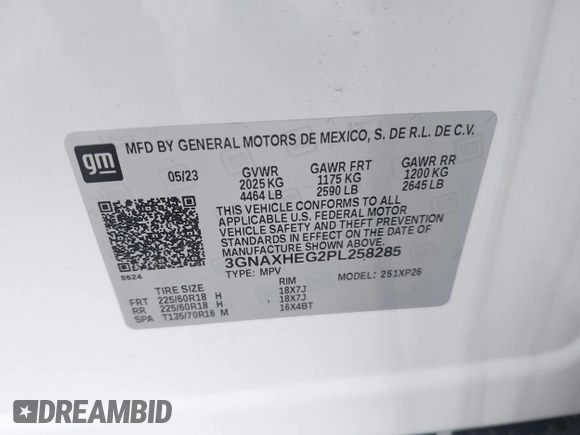 gm
MFD BY GENERAL MOTORS DE MEXICO, S. DE R.L. DE C.V.
05/23 GVWR GAWR FRT GAWR RR
2025 KG 1175 KG 1200 KG
4464 LB 2590 LB 2645 LB
THIS VEHICLE CONFORMS TO ALL
APPLICABLE U.S. FEDERAL MOTOR
VEHICLE SAFETY AND THEFT
PREVENTION STANDARDS IN EFFECT
ON THE DATE OF MANUFACTURE
SHOWN ABOVE.
3GNAXHEG2PL258285
TYPE: MPV MODEL: 251XP26
8624
TIRE SIZE RIM
FRT 225/60R18 H 18X7J
RR 225/60R18 H 18X7J
SPA T135/70R16 M 16X4BT
DREAMBID